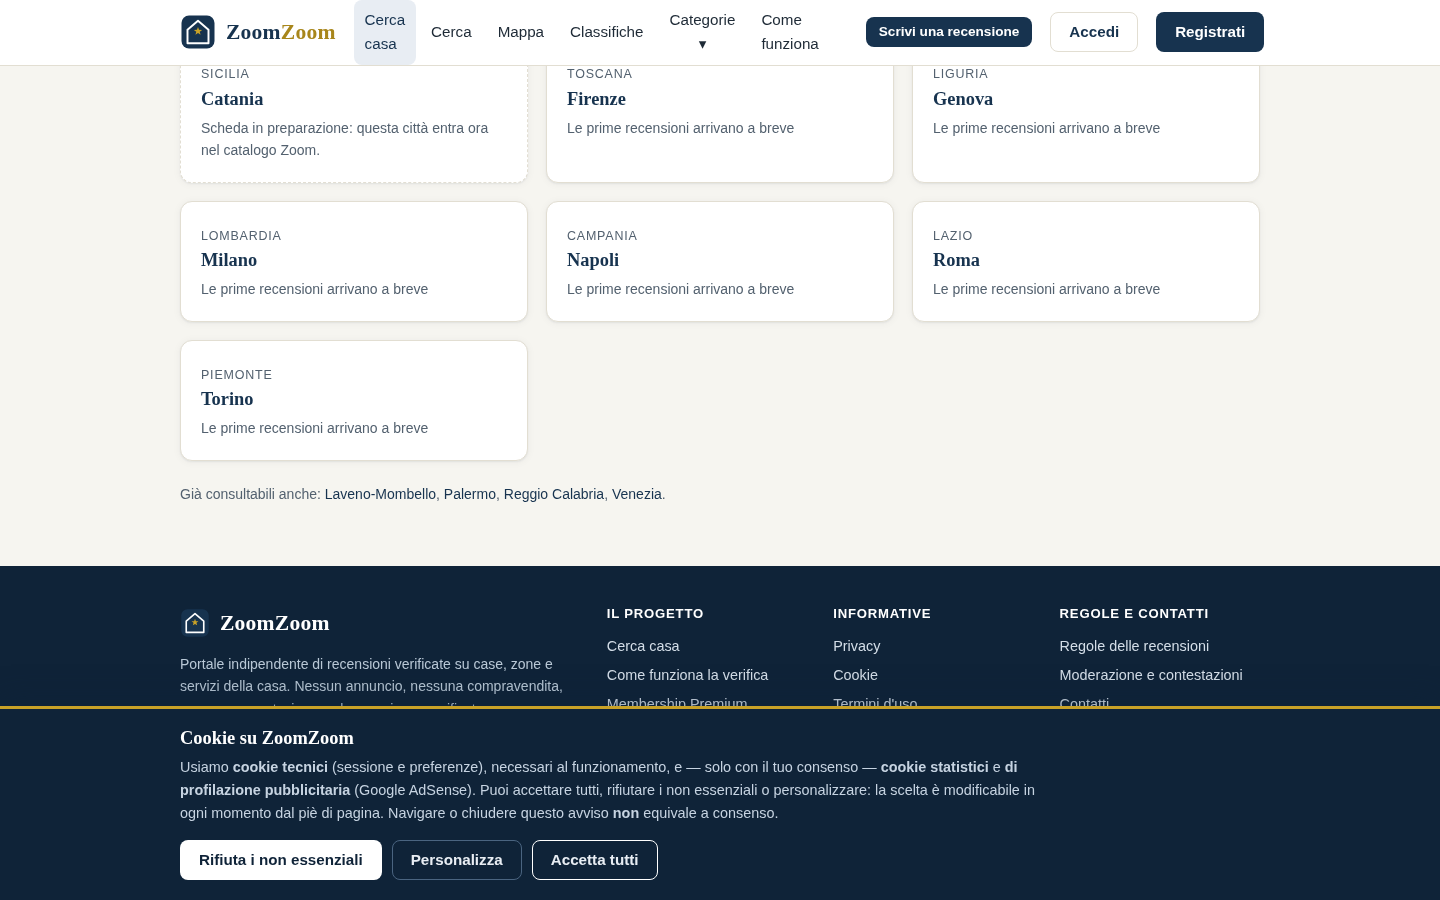 ZoomZoom
Cerca casa
Cerca
Mappa
Classifiche
Categorie ▾
Come funziona
Scrivi una recensione
Accedi
Registrati
SICILIA
Catania
Scheda in preparazione: questa città entra ora
nel catalogo Zoom.
TOSCANA
Firenze
Le prime recensioni arrivano a breve
LIGURIA
Genova
Le prime recensioni arrivano a breve
LOMBARDIA
Milano
Le prime recensioni arrivano a breve
CAMPANIA
Napoli
Le prime recensioni arrivano a breve
LAZIO
Roma
Le prime recensioni arrivano a breve
PIEMONTE
Torino
Le prime recensioni arrivano a breve
Già consultabili anche: Laveno-Mombello, Palermo, Reggio Calabria, Venezia.
ZoomZoom
Portale indipendente di recensioni verificate su case, zone e
servizi della casa. Nessun annuncio, nessuna compravendita,
IL PROGETTO
Cerca casa
Come funziona la verifica
Membership Premium
INFORMATIVE
Privacy
Cookie
Termini d'uso
REGOLE E CONTATTI
Regole delle recensioni
Moderazione e contestazioni
Contatti
Cookie su ZoomZoom
Usiamo cookie tecnici (sessione e preferenze), necessari al funzionamento, e — solo con il tuo consenso — cookie statistici e di
profilazione pubblicitaria (Google AdSense). Puoi accettare tutti, rifiutare i non essenziali o personalizzare: la scelta è modificabile in
ogni momento dal piè di pagina. Navigare o chiudere questo avviso non equivale a consenso.
Rifiuta i non essenziali
Personalizza
Accetta tutti